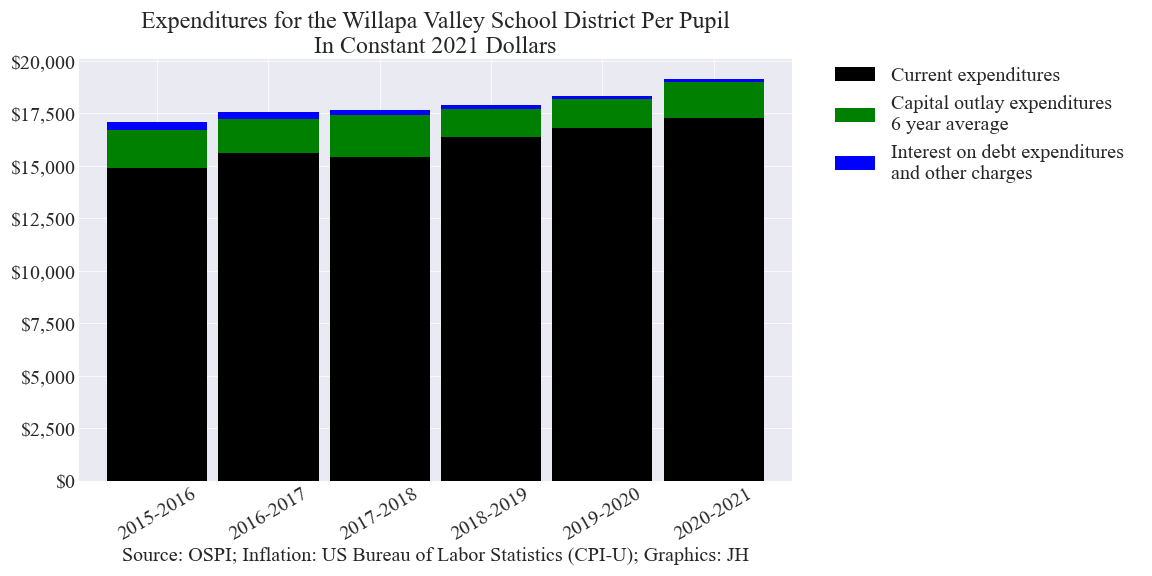 Expenditures for the Willapa Valley School District Per Pupil
In Constant 2021 Dollars
$20,000
$17,500
$15,000
$12,500
$10,000
$7,500
$5,000
$2,500
$0
2015-2016
2016-2017
2017-2018
2018-2019
2019-2020
2020-2021
Source: OSPI; Inflation: US Bureau of Labor Statistics (CPI-U); Graphics: JH
Current expenditures
Capital outlay expenditures
6 year average
Interest on debt expenditures
and other charges